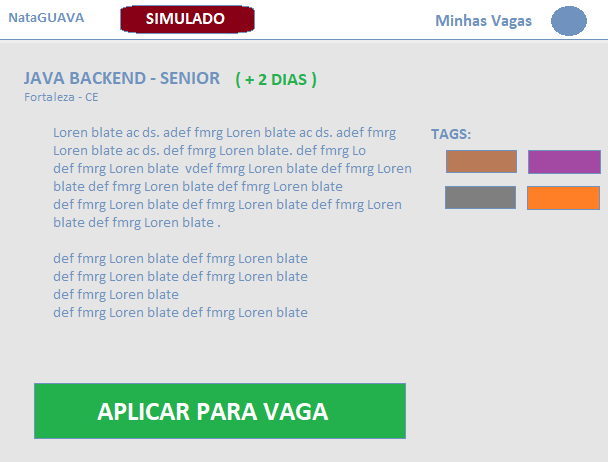 NataGUAVA
SIMULADO
Minhas Vagas
JAVA BACKEND - SENIOR ( + 2 DIAS )
Fortaleza - CE
Loren blate ac ds. adef fmrg Loren blate ac ds. adef fmrg
Loren blate ac ds. def fmrg Loren blate. def fmrg Lo
def fmrg Loren blate vdef fmrg Loren blate def fmrg Loren
blate def fmrg Loren blate def fmrg Loren blate
def fmrg Loren blate def fmrg Loren blate def fmrg Loren
blate def fmrg Loren blate .
def fmrg Loren blate def fmrg Loren blate
def fmrg Loren blate def fmrg Loren blate
def fmrg Loren blate
def fmrg Loren blate def fmrg Loren blate
TAGS:
APLICAR PARA VAGA